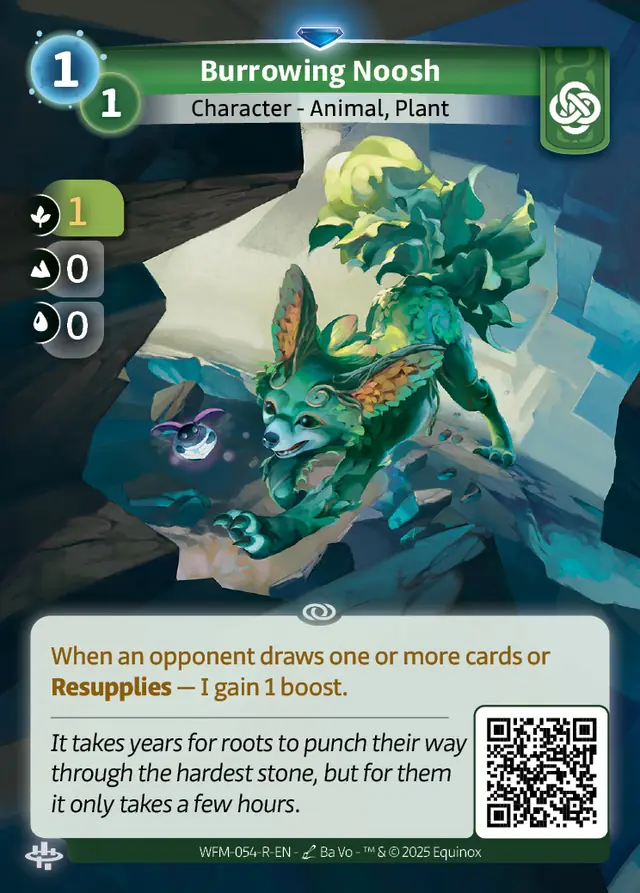 1
Burrowing Noosh
1
Character - Animal, Plant
1
0
0
When an opponent draws one or more cards or
Resupplies — I gain 1 boost.
It takes years for roots to punch their way
through the hardest stone, but for them
it only takes a few hours.
WFM-054-R-EN - Ba Vo - ™ & © 2025 Equinox